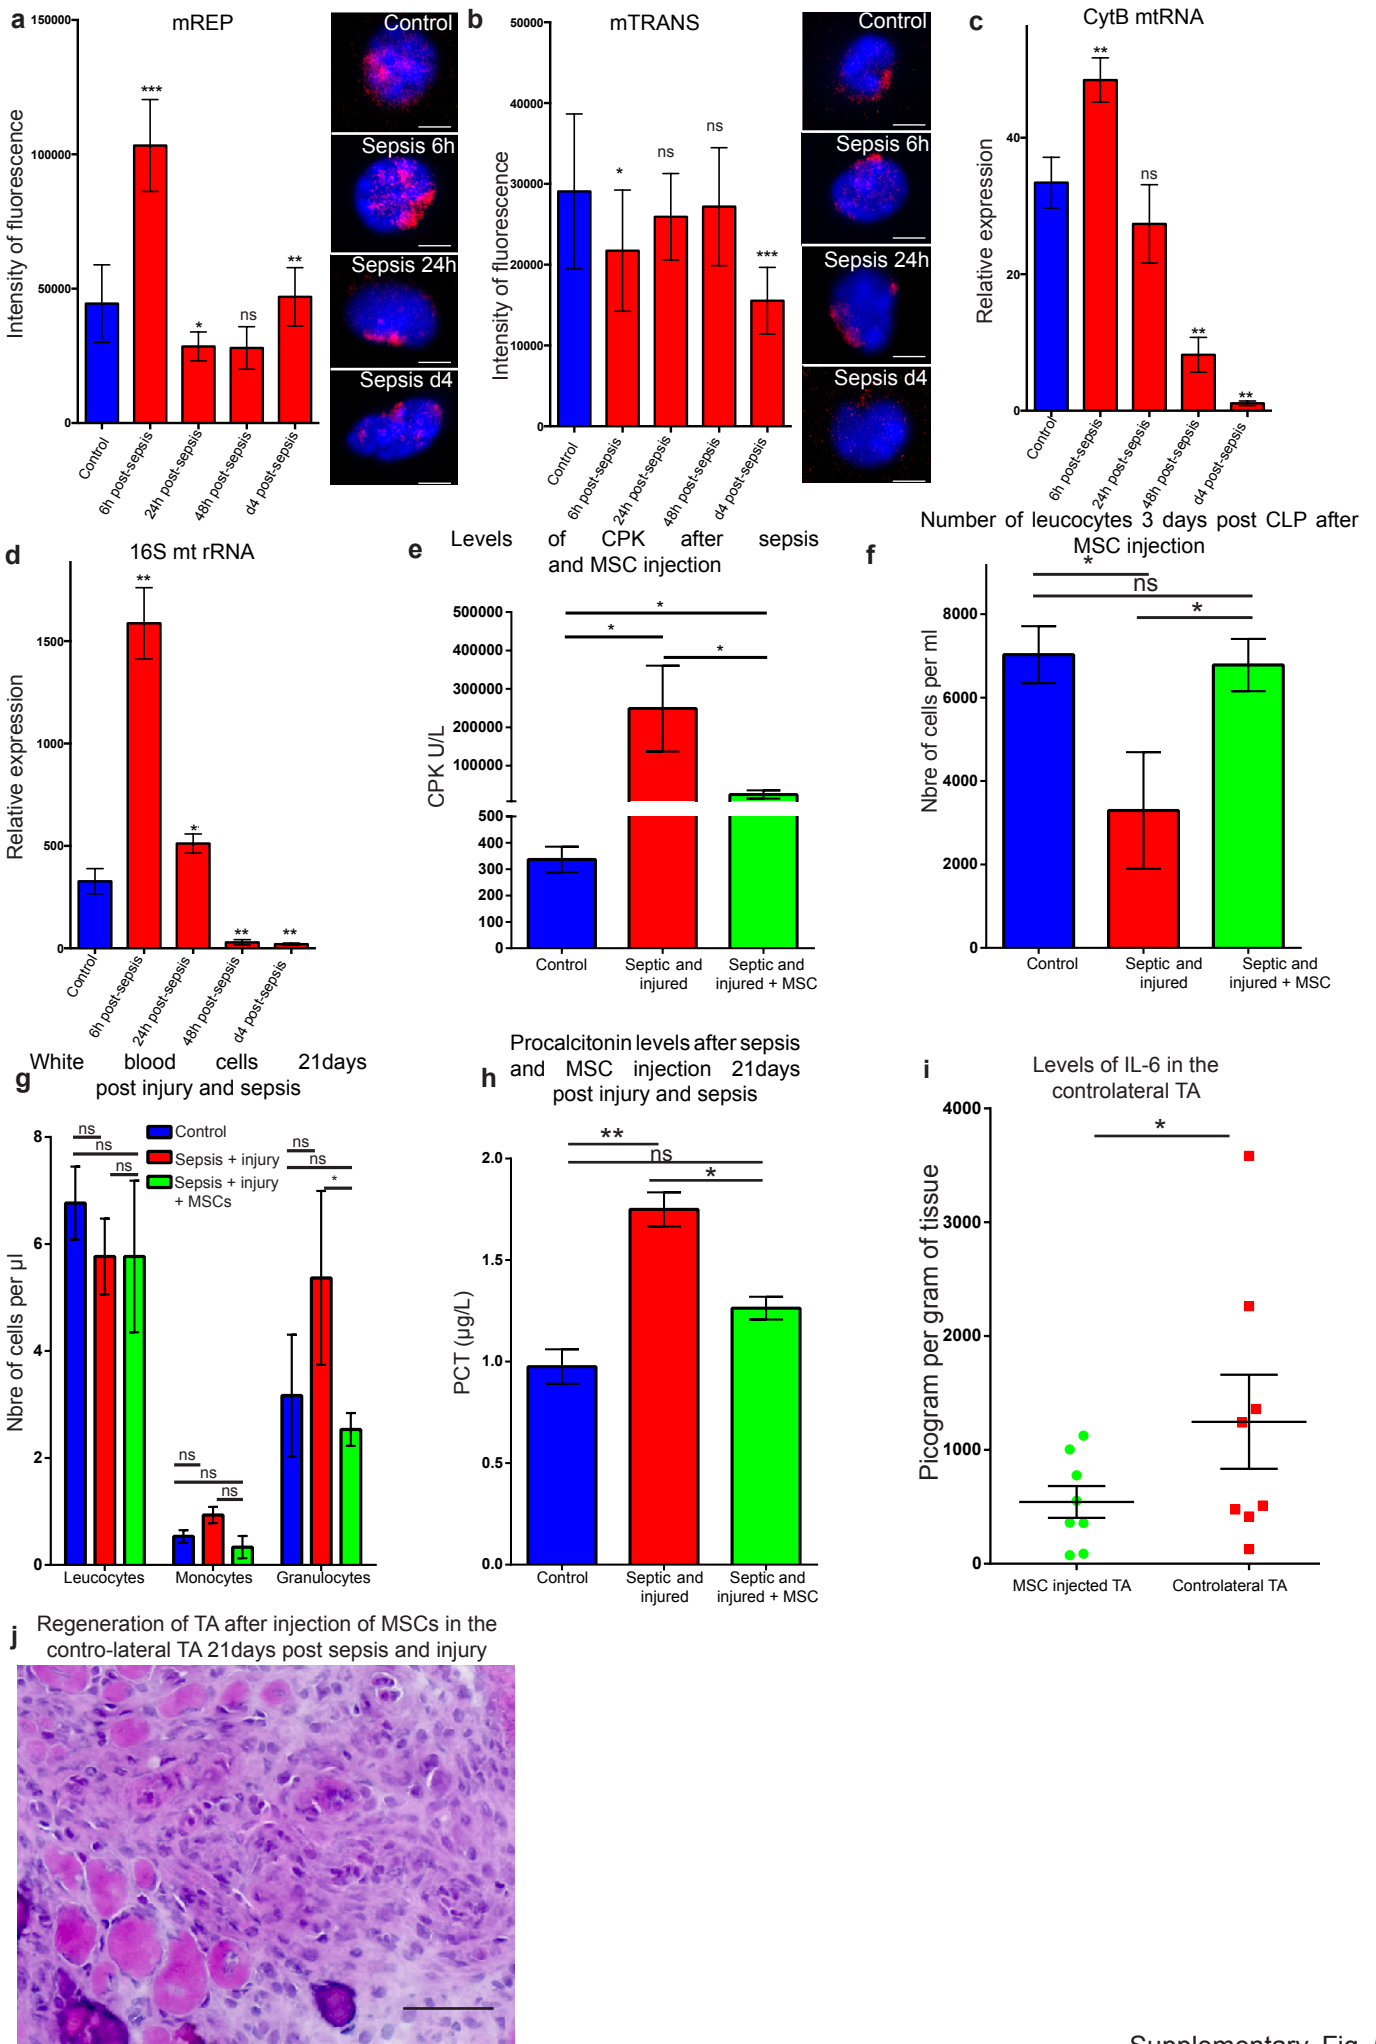 a
mREP
150000
100000
50000
0
Intensity of fluorescence
***
*
ns
**
Control
6h post-sepsis
24h post-sepsis
48h post-sepsis
d4 post-sepsis
Control
Sepsis 6h
Sepsis 24h
Sepsis d4
b
mTRANS
50000
40000
30000
20000
10000
0
Intensity of fluorescence
*
ns
ns
***
Control
6h post-sepsis
24h post-sepsis
48h post-sepsis
d4 post-sepsis
Control
Sepsis 6h
Sepsis 24h
Sepsis d4
c
CytB mtRNA
40
20
0
Relative expression
**
ns
**
**
Control
6h post-sepsis
24h post-sepsis
48h post-sepsis
d4 post-sepsis
d
16S mt rRNA
1500
1000
500
0
Relative expression
**
*
**
**
Control
6h post-sepsis
24h post-sepsis
48h post-sepsis
d4 post-sepsis
e
Levels of CPK after sepsis
and MSC injection
500000
400000
300000
200000
100000
500
400
300
200
100
0
CPK U/L
*
*
*
Control
Septic and
injured
Septic and
injured + MSC
f
Number of leucocytes 3 days post CLP after
MSC injection
8000
6000
4000
2000
0
Nbre of cells per ml
*
ns
*
Control
Septic and
injured
Septic and
injured + MSC
g
White blood cells 21days
post injury and sepsis
8
6
4
2
0
Nbre of cells per µl
Control
Sepsis + injury
Sepsis + injury
+ MSCs
ns
ns
ns
ns
ns
ns
ns
ns
*
Leucocytes
Monocytes
Granulocytes
h
Procalcitonin levels after sepsis
and MSC injection 21days
post injury and sepsis
2.0
1.5
1.0
0.5
0.0
PCT (µg/L)
**
ns
*
Control
Septic and
injured
Septic and
injured + MSC
i
Levels of IL-6 in the
controlateral TA
4000
3000
2000
1000
0
Picogram per gram of tissue
*
MSC injected TA
Controlateral TA
j
Regeneration of TA after injection of MSCs in the
contro-lateral TA 21days post sepsis and injury
Supplementary Fig.